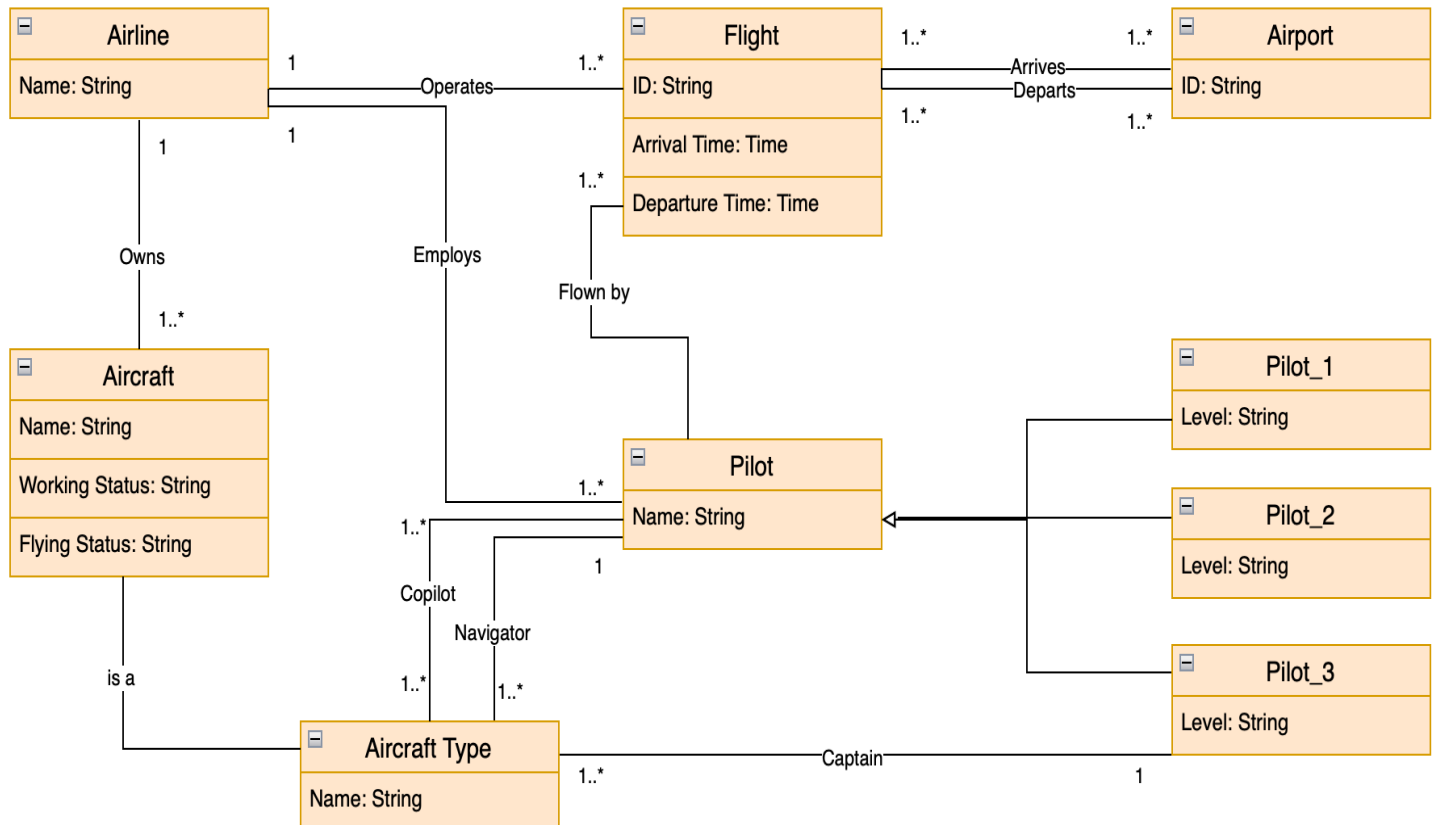 Airline
Name: String
1
1..*
Operates
1
1
Owns
1..*
Employs
Flight
ID: String
Arrival Time: Time
Departure Time: Time
1..*
1..*
Arrives
Departs
1..*
1..*
Airport
ID: String
1..*
Flown by
Aircraft
Name: String
Working Status: String
Flying Status: String
1..*
Pilot
Name: String
Pilot_1
Level: String
Pilot_2
Level: String
Pilot_3
Level: String
1..*
Copilot
1..*
1
Navigator
1..*
is a
Aircraft Type
Name: String
1..*
Captain
1